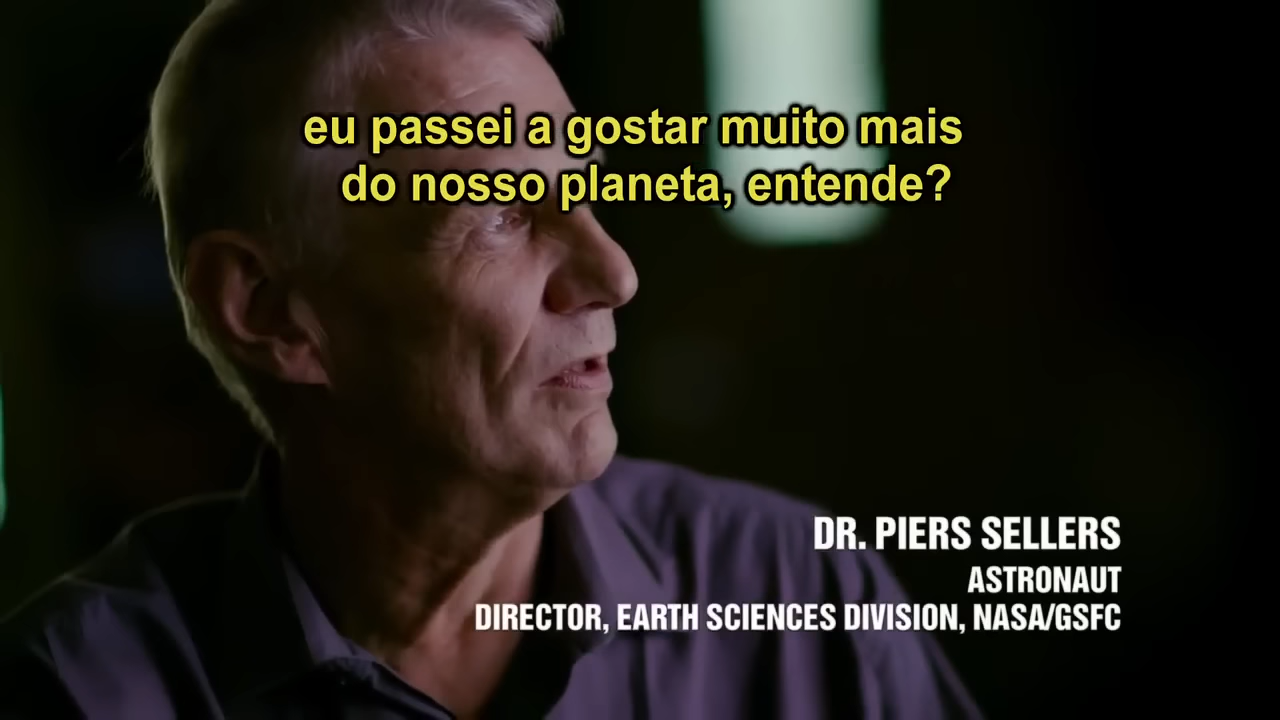 eu passei a gostar muito mais
do nosso planeta, entende?
DR. PIERS SELLERS
ASTRONAUT
DIRECTOR, EARTH SCIENCES DIVISION, NASA/GSFC